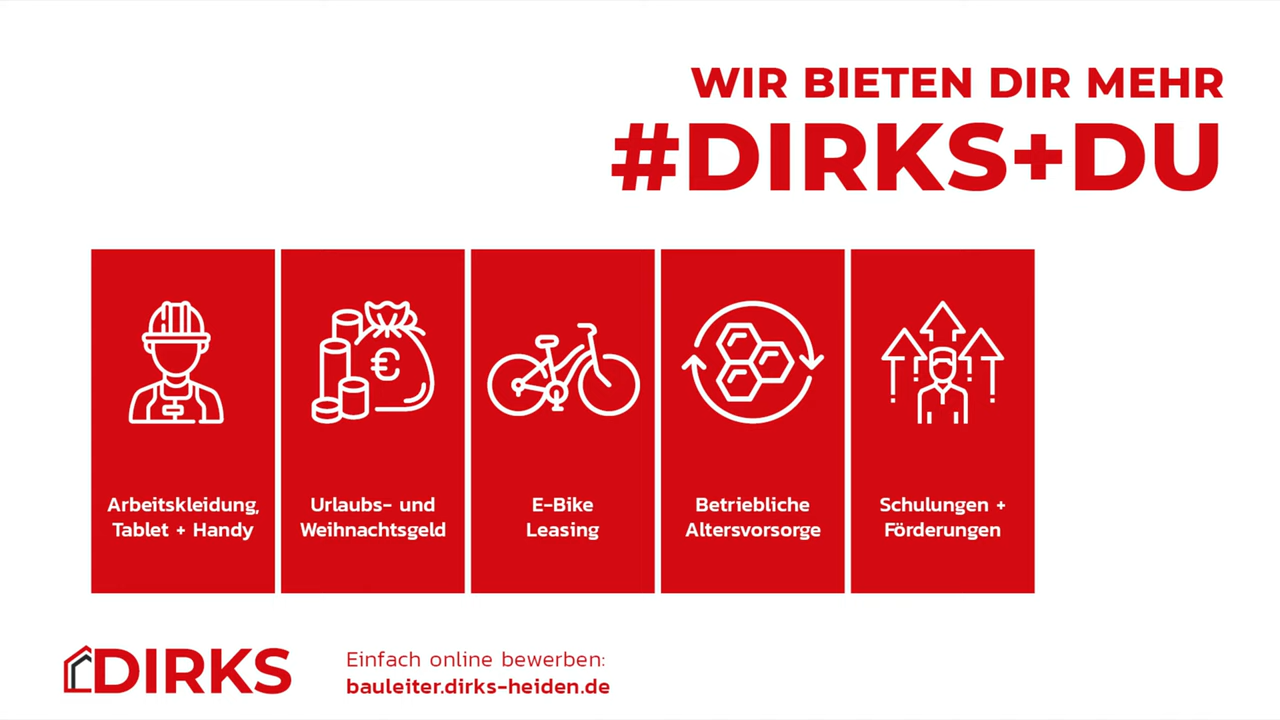 WIR BIETEN DIR MEHR
#DIRKS+DU
€
Arbeitskleidung,
Tablet + Handy
Urlaubs- und
Weihnachtsgeld
E-Bike
Leasing
Betriebliche
Altersvorsorge
Schulungen +
Förderungen
DIRKS
Einfach online bewerben:
bauleiter.dirks-heiden.de